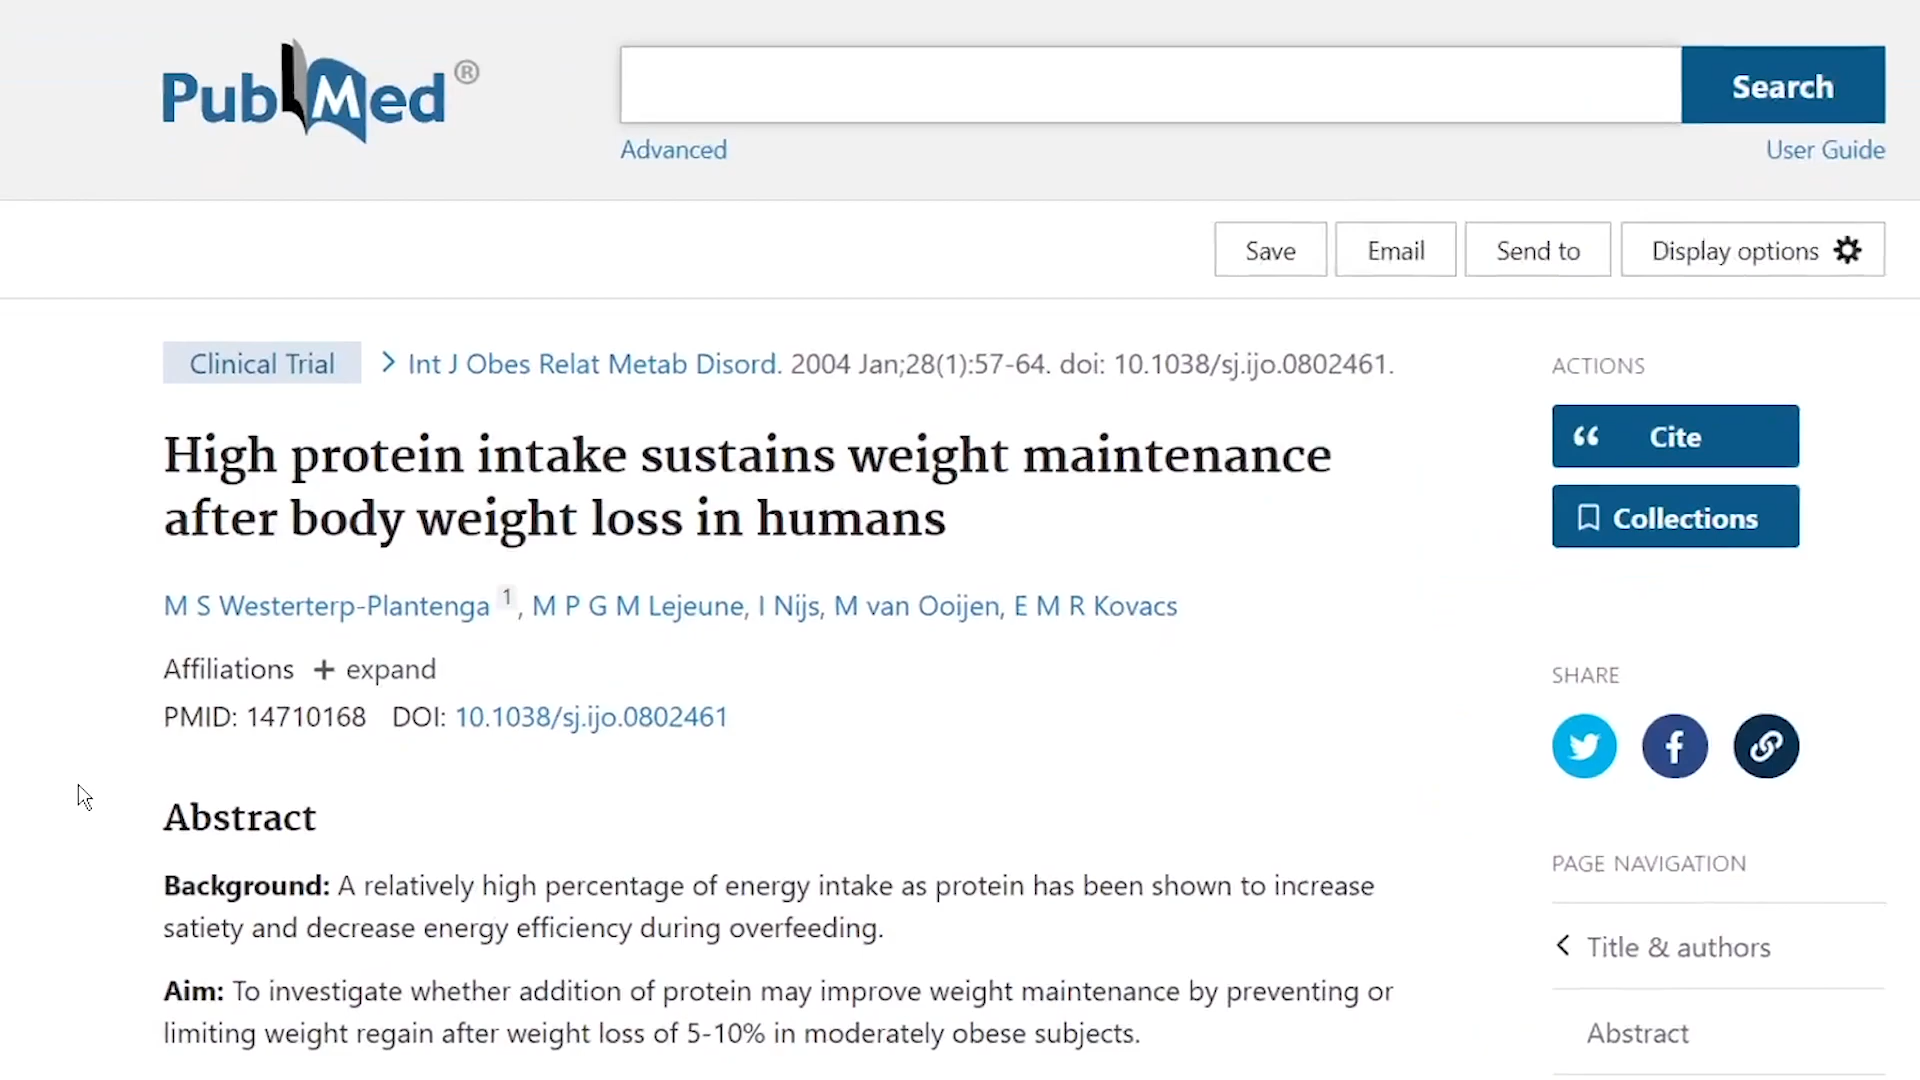 PubMed®
Search
Advanced
User Guide
Save
Email
Send to
Display options
Clinical Trial
> Int J Obes Relat Metab Disord. 2004 Jan;28(1):57-64. doi: 10.1038/sj.ijo.0802461.
High protein intake sustains weight maintenance
after body weight loss in humans
M S Westerterp-Plantenga 1, M P G M Lejeune, I Nijs, M van Ooijen, E M R Kovacs
Affiliations + expand
PMID: 14710168 DOI: 10.1038/sj.ijo.0802461
Abstract
Background: A relatively high percentage of energy intake as protein has been shown to increase
satiety and decrease energy efficiency during overfeeding.
Aim: To investigate whether addition of protein may improve weight maintenance by preventing or
limiting weight regain after weight loss of 5-10% in moderately obese subjects.
ACTIONS
Cite
Collections
SHARE
PAGE NAVIGATION
Title & authors
Abstract